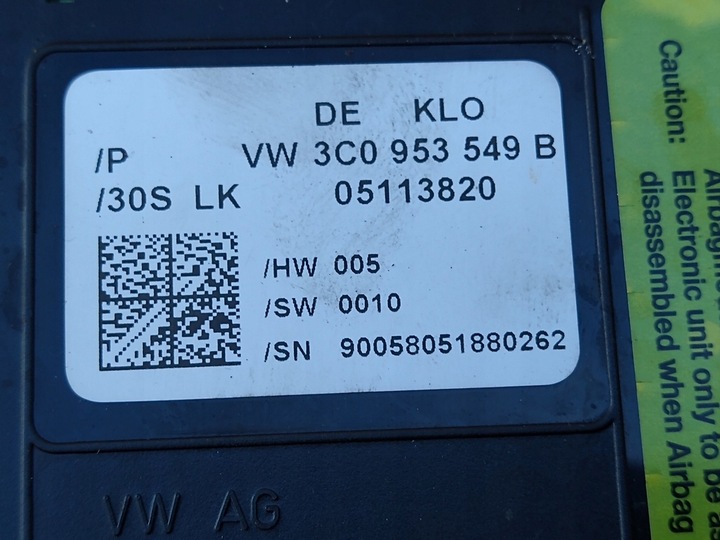 DE KLO
/P VW 3C0 953 549 B
/30S LK 05113820
/HW 005
/SW 0010
/SN 90058051880262
VW AG
Caution:
Electronic unit only to be
disassembled when Airbag